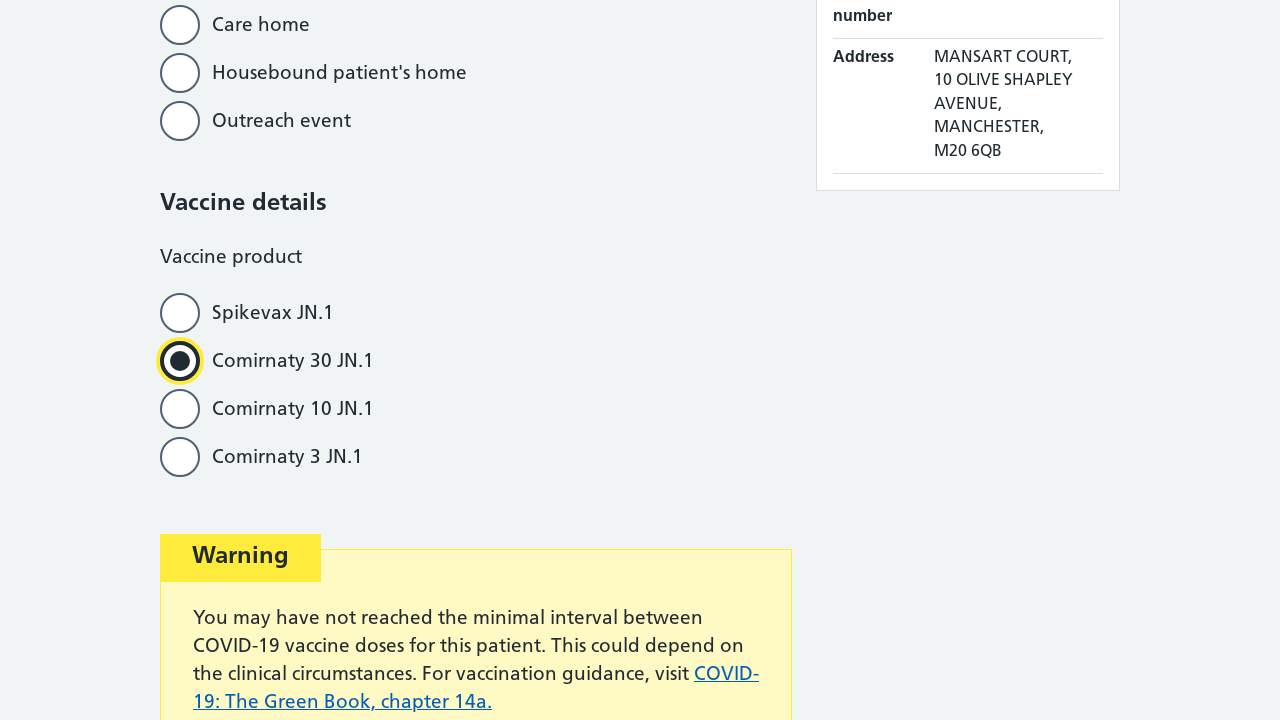 Care home
Housebound patient's home
Outreach event
Vaccine details
Vaccine product
Spikevax JN.1
Comirnaty 30 JN.1
Comirnaty 10 JN.1
Comirnaty 3 JN.1
Warning
You may have not reached the minimal interval between
COVID-19 vaccine doses for this patient. This could depend on
the clinical circumstances. For vaccination guidance, visit COVID-
19: The Green Book, chapter 14a.
number
Address
MANSART COURT,
10 OLIVE SHAPLEY
AVENUE,
MANCHESTER,
M20 6QB